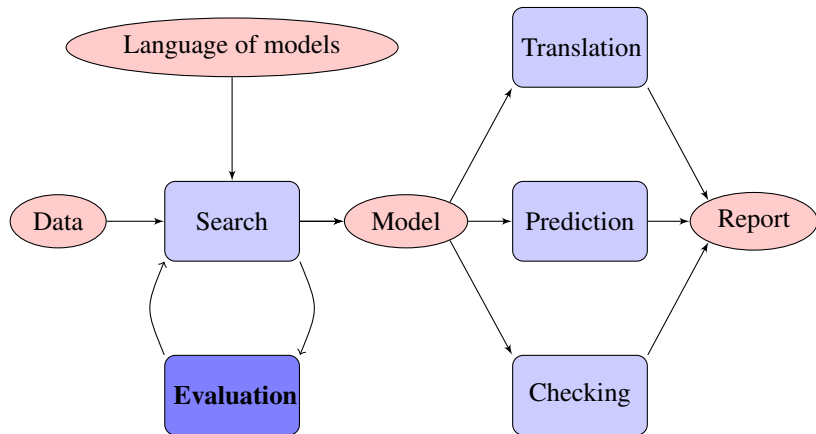 Language of models
Translation
Data
Search
Model
Prediction
Report
Evaluation
Checking